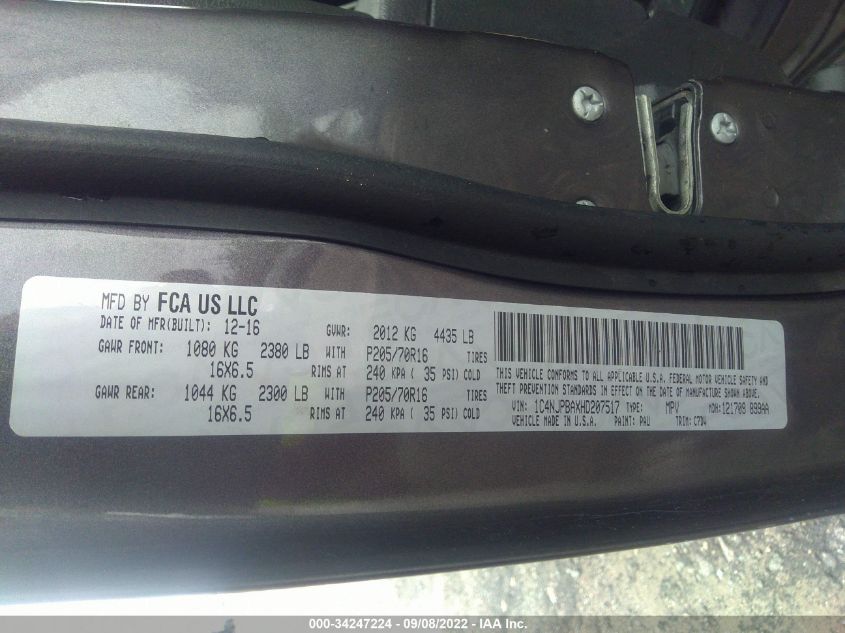 MFD BY FCA US LLC
DATE OF MFR(BUILT): 12-16 GVWR: 2012 KG 4435 LB
GAWR FRONT: 1080 KG 2380 LB WITH P205/70R16 TIRES
16X6.5 RIMS AT 240 KPA ( 35 PSI) COLD
GAWR REAR: 1044 KG 2300 LB WITH P205/70R16 TIRES
16X6.5 RIMS AT 240 KPA ( 35 PSI) COLD
THIS VEHICLE CONFORMS TO ALL APPLICABLE U.S.A. FEDERAL MOTOR VEHICLE SAFETY AND
THEFT PREVENTION STANDARDS IN EFFECT ON THE DATE OF MANUFACTURE SHOWN ABOVE.
VIN: 1C4NJPBAXHD207517 TYPE: MPV MDH: 121709
VEHICLE MADE IN U.S.A. PAINT: PAU TRIM: C7D4
000-34247224 - 09/08/2022 - IAA Inc.